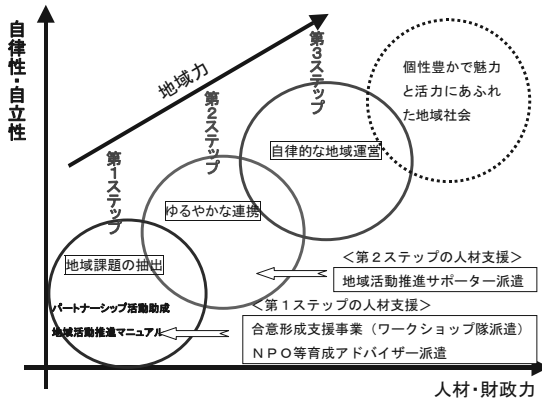 自律性・自立性
地域力
第3ステップ
個性豊かで魅力
と活力にあふれ
た地域社会
第2ステップ
自律的な地域運営
第1ステップ
ゆるやかな連携
地域課題の抽出
<第2ステップの人材支援>
地域活動推進サポーター派遣
パートナーシップ活動助成
地域活動推進マニュアル
<第1ステップの人材支援>
合意形成支援事業（ワークショップ隊派遣）
NPO等育成アドバイザー派遣
人材・財政力